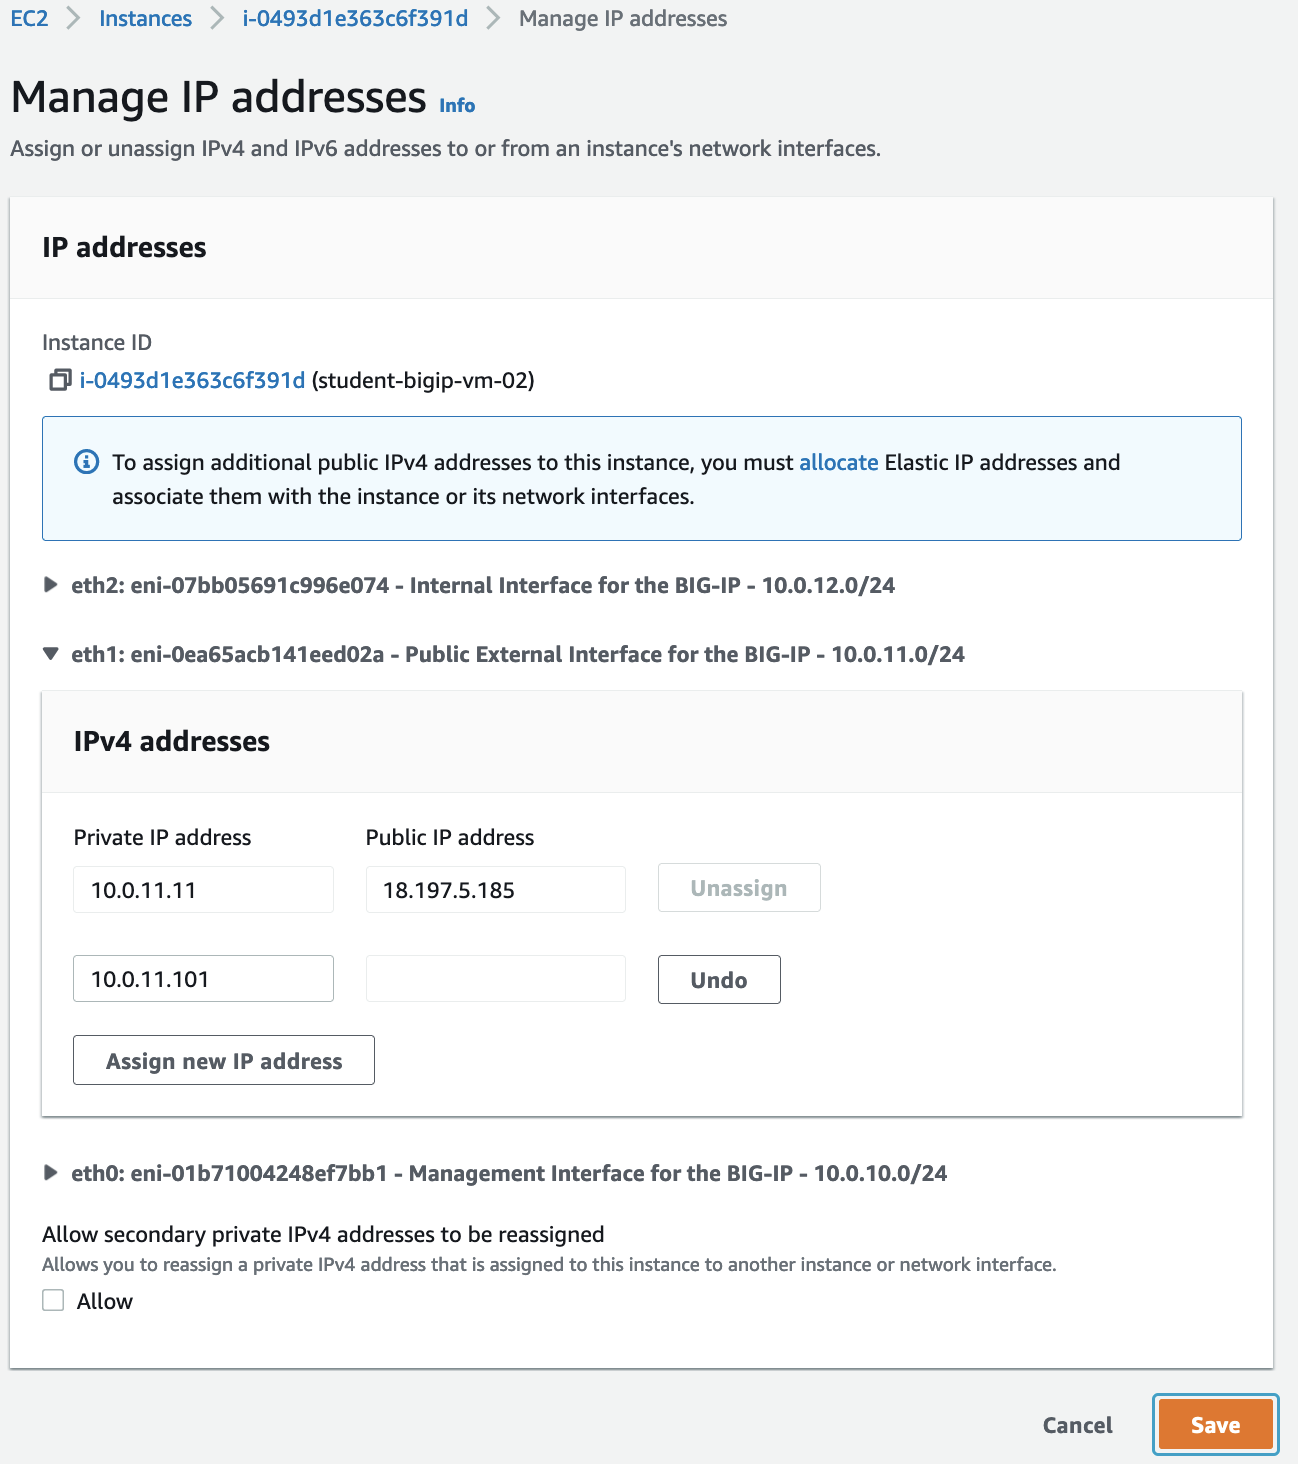 EC2 > Instances > i-0493d1e363c6f391d > Manage IP addresses
Manage IP addresses Info
Assign or unassign IPv4 and IPv6 addresses to or from an instance's network interfaces.
IP addresses
Instance ID
i-0493d1e363c6f391d (student-bigip-vm-02)
To assign additional public IPv4 addresses to this instance, you must allocate Elastic IP addresses and
associate them with the instance or its network interfaces.
eth2: eni-07bb05691c996e074 - Internal Interface for the BIG-IP - 10.0.12.0/24
eth1: eni-0ea65acb141eed02a - Public External Interface for the BIG-IP - 10.0.11.0/24
IPv4 addresses
Private IP address Public IP address
10.0.11.11 18.197.5.185 Unassign
10.0.11.101 Undo
Assign new IP address
eth0: eni-01b71004248ef7bb1 - Management Interface for the BIG-IP - 10.0.10.0/24
Allow secondary private IPv4 addresses to be reassigned
Allows you to reassign a private IPv4 address that is assigned to this instance to another instance or network interface.
Allow
Cancel Save